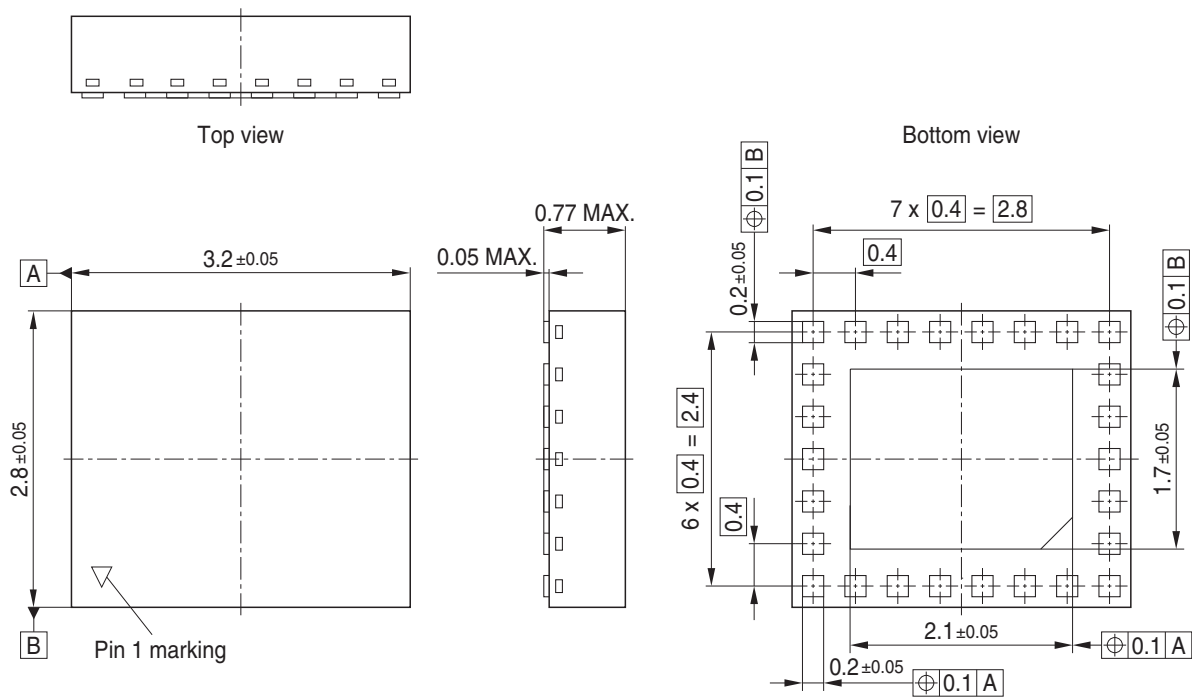 Top view
Bottom view
⌖ 0.1 B
7 x 0.4 = 2.8
0.77 MAX.
0.05 MAX.
A
3.2 ±0.05
0.4
0.2 ±0.05
⌖ 0.1 B
2.8 ±0.05
6 x 0.4 = 2.4
0.4
1.7 ±0.05
B
Pin 1 marking
2.1 ±0.05
⌖ 0.1 A
0.2 ±0.05
⌖ 0.1 A